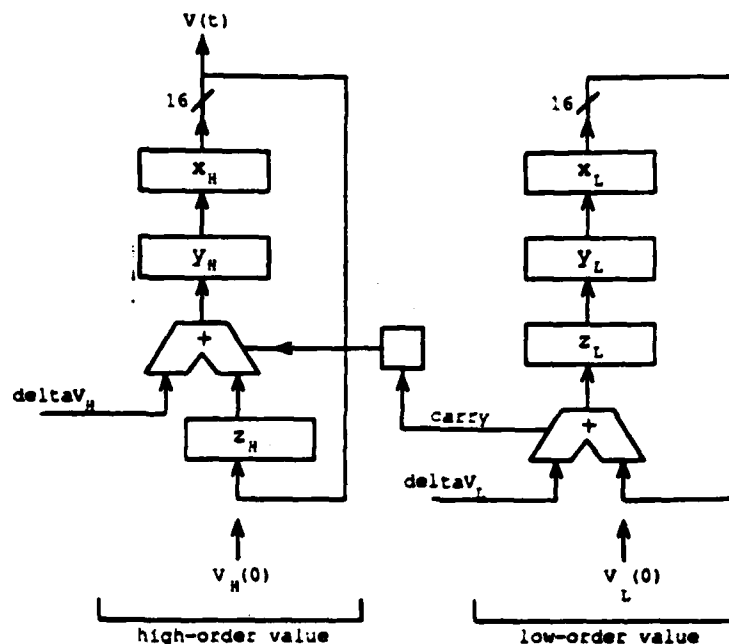 V(t)
16
16
x_H
x_L
y_H
y_L
+
z_L
deltaV_H
carry
+
z_H
deltaV_L
V_H(0)
V_L(0)
high-order value
low-order value